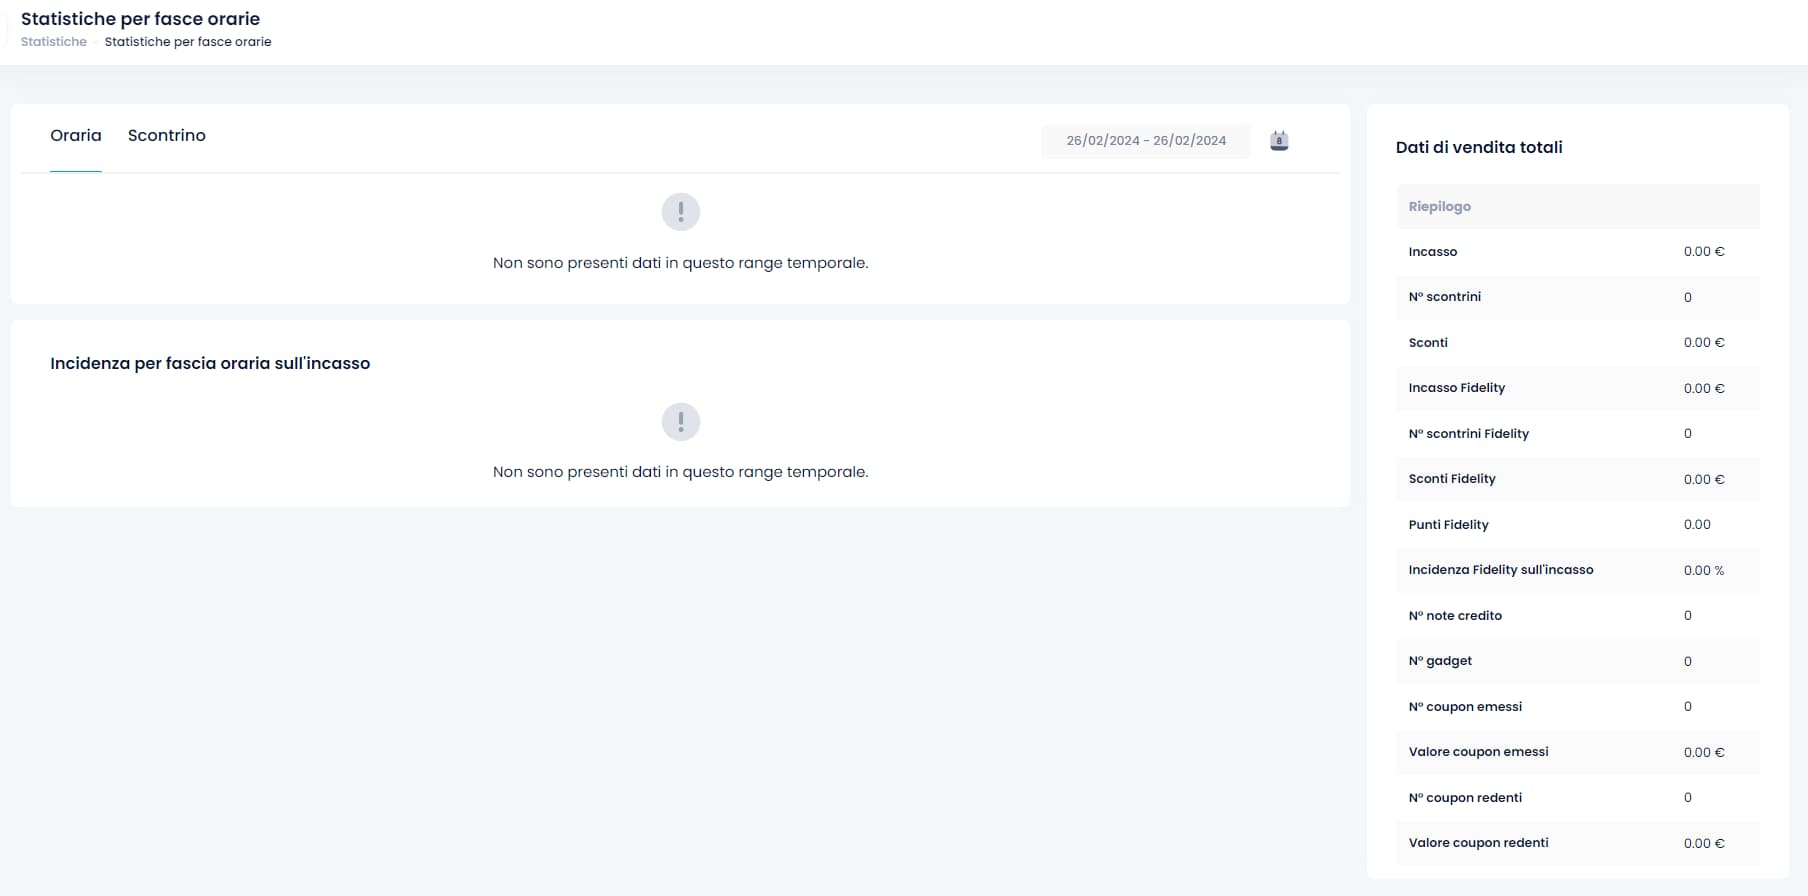 Statistiche per fasce orarie
Statistiche Statistiche per fasce orarie
Oraria Scontrino
26/02/2024 - 26/02/2024
8
Non sono presenti dati in questo range temporale.
Incidenza per fascia oraria sull'incasso
Non sono presenti dati in questo range temporale.
Dati di vendita totali
Riepilogo
Incasso 0.00 €
N° scontrini 0
Sconti 0.00 €
Incasso Fidelity 0.00 €
N° scontrini Fidelity 0
Sconti Fidelity 0.00 €
Punti Fidelity 0.00
Incidenza Fidelity sull'incasso 0.00 %
N° note credito 0
N° gadget 0
N° coupon emessi 0
Valore coupon emessi 0.00 €
N° coupon redenti 0
Valore coupon redenti 0.00 €